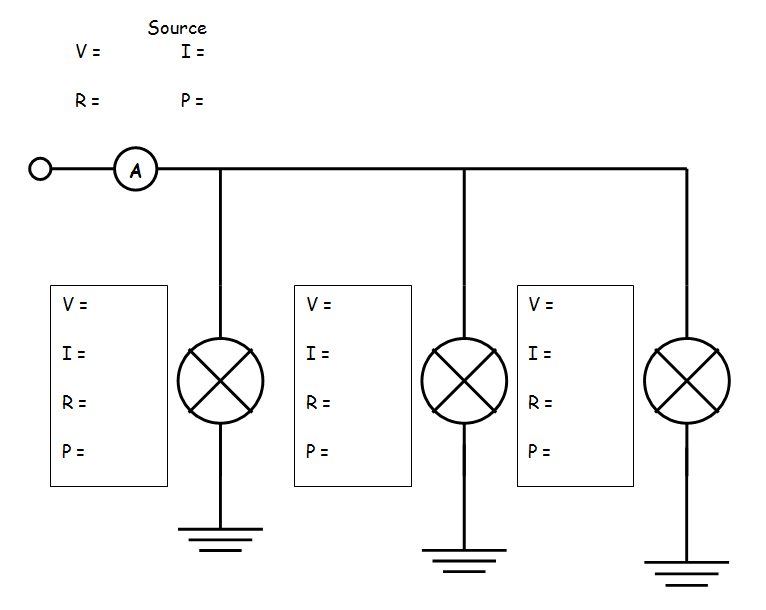 Source
V = I =
R = P =
A
V = V = V =
I = I = I =
R = R = R =
P = P = P =